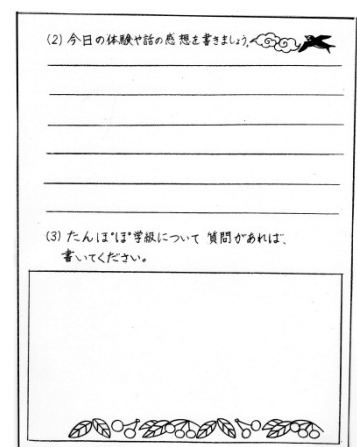 (2) 今日の体験や話の感想を書きましょう。
(3) たんぽぽ学級について 質問があれば、
書いてください。